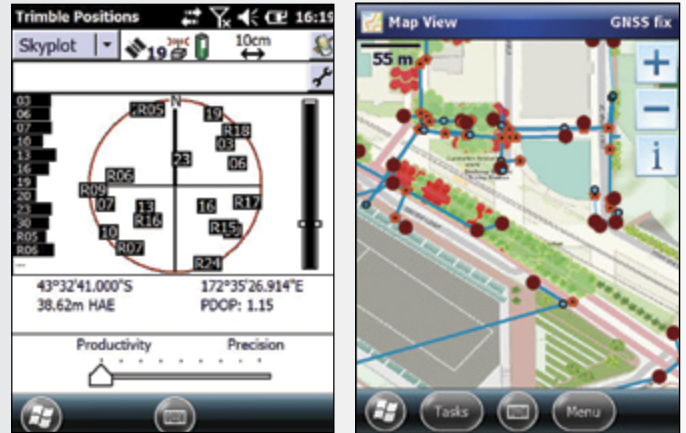 Trimble Positions 16:19
Skyplot 19 10cm
03
06
07
10
13
16
19
20
23
30
R05
R06
N
R05
19
R18
03
23
06
R06
R09
07
13
16
R17
R16
10
R15
R07
R24
43°32'41.000"S 172°35'26.914"E
38.62m HAE PDOP: 1.15
Productivity Precision
Map View GNSS fix
55 m
+
−
i
Tasks Menu